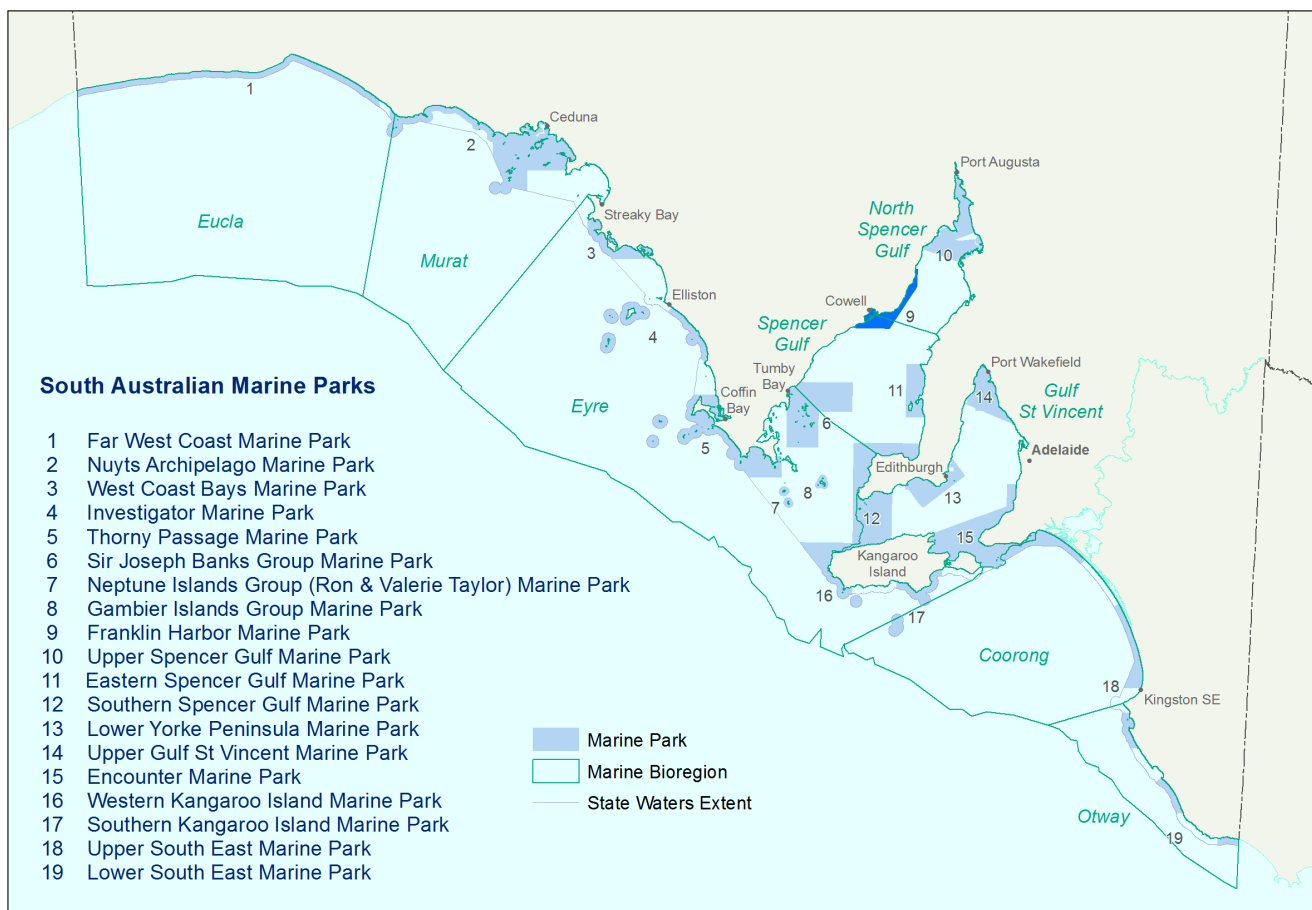 1
Ceduna
2
Port Augusta
Streaky Bay
North
Spencer
Gulf
Eucla
3
10
Murat
Elliston
Cowell
9
Spencer
Gulf
4
Port Wakefield
Tumby
Bay
11
Gulf
St Vincent
14
South Australian Marine Parks
Coffin
Bay
Eyre
6
5
Adelaide
Edithburgh
8
7
13
12
15
Kangaroo
Island
16
17
Coorong
18
Kingston SE
Otway
19
1 Far West Coast Marine Park
2 Nuyts Archipelago Marine Park
3 West Coast Bays Marine Park
4 Investigator Marine Park
5 Thorny Passage Marine Park
6 Sir Joseph Banks Group Marine Park
7 Neptune Islands Group (Ron & Valerie Taylor) Marine Park
8 Gambier Islands Group Marine Park
9 Franklin Harbor Marine Park
10 Upper Spencer Gulf Marine Park
11 Eastern Spencer Gulf Marine Park
12 Southern Spencer Gulf Marine Park
13 Lower Yorke Peninsula Marine Park
14 Upper Gulf St Vincent Marine Park
15 Encounter Marine Park
16 Western Kangaroo Island Marine Park
17 Southern Kangaroo Island Marine Park
18 Upper South East Marine Park
19 Lower South East Marine Park
Marine Park
Marine Bioregion
State Waters Extent